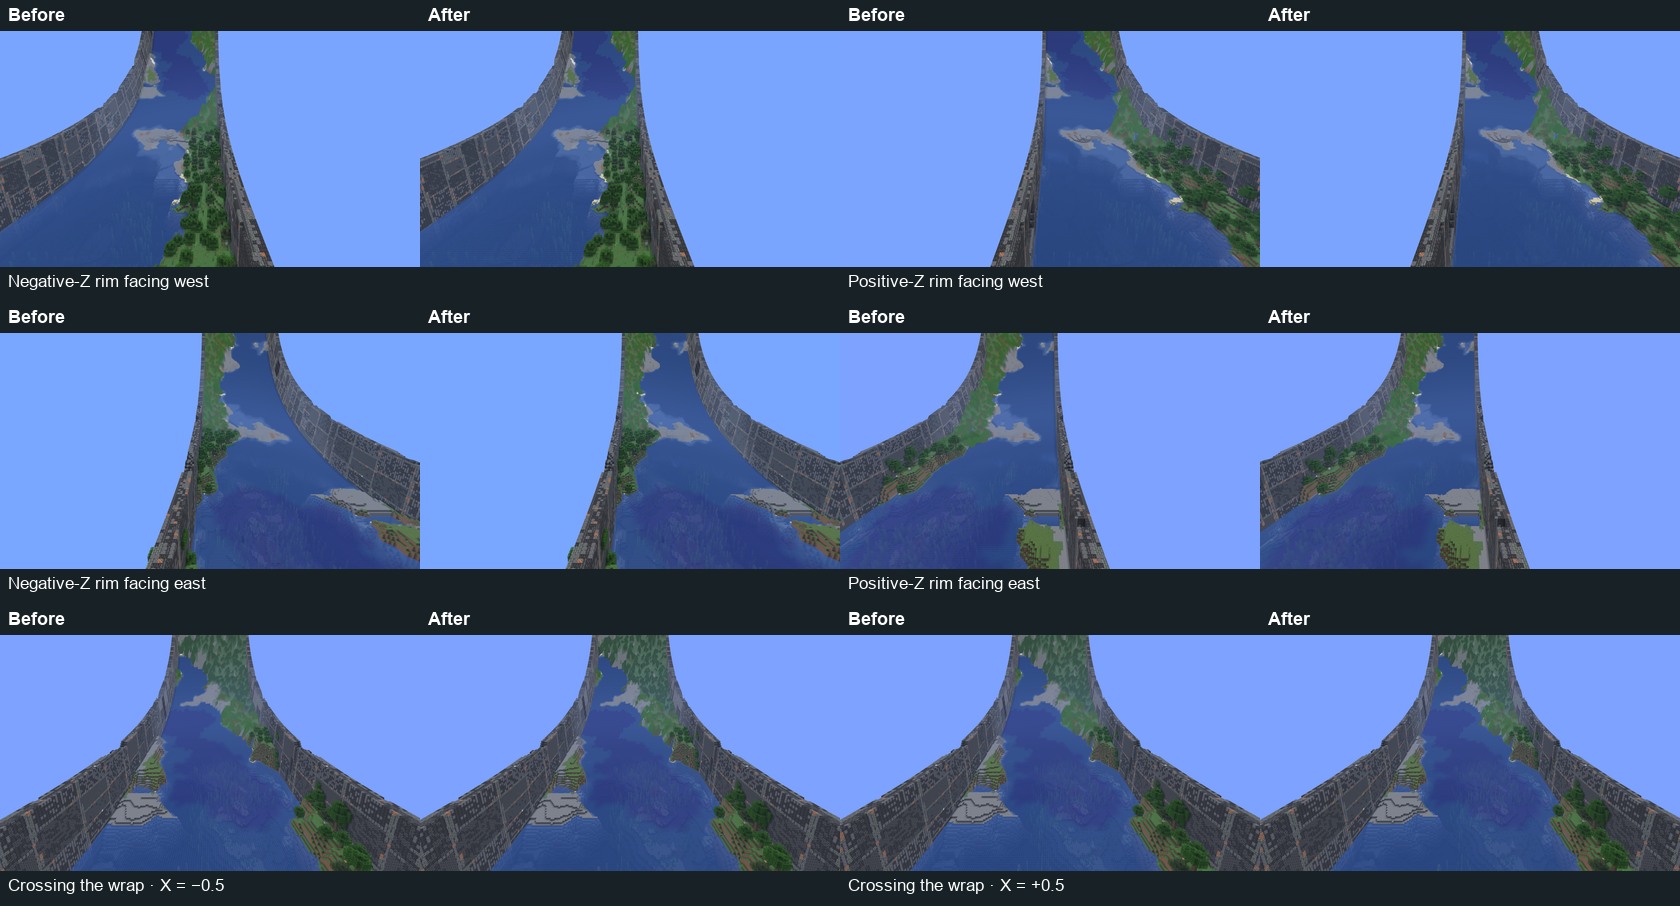 Before
After
Before
After
Negative-Z rim facing west
Positive-Z rim facing west
Before
After
Before
After
Negative-Z rim facing east
Positive-Z rim facing east
Before
After
Before
After
Crossing the wrap · X = −0.5
Crossing the wrap · X = +0.5